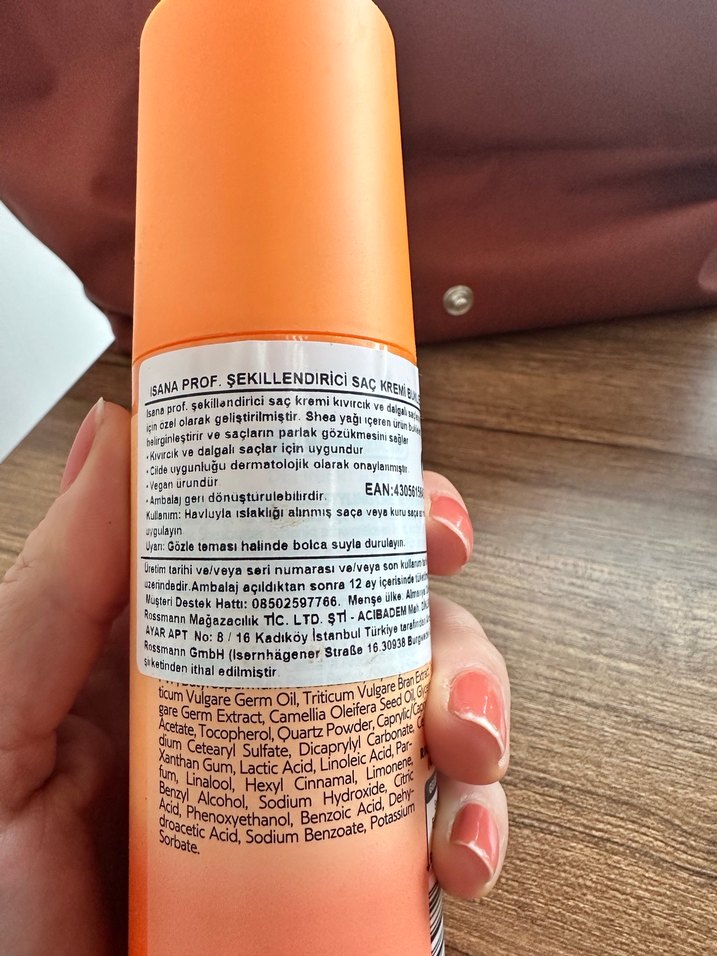 ISANA PROF. ŞEKILLENDIRICI SAÇ KREMI
Isana prof. şekillendirici saç kremi kıvırcık ve dalgalı
için özel olarak geliştirilmiştir. Shea yağı içeren ürün
belirginleştirir ve saçların parlak gözükmesini sağlar
• Kıvırcık ve dalgalı saçlar için uygundur
• Cilde uygunluğu dermatolojik olarak onaylanmıştır.
• Vegan üründür
• Ambalaj geri dönüştürülebilirdir. EAN:4305615
Kullanım: Havluyla ıslaklığı alınmış saça veya kuru saça
uygulayın
Uyarı: Gözle teması halinde bolca suyla durulayın.
Üretim tarihi ve/veya seri numarası ve/veya son kullanım
üzerindedir.Ambalaj açıldıktan sonra 12 ay içerisinde
Müşteri Destek Hattı: 08502597766. Menşe ülke:
Rossmann Mağazacılık TİC. LTD. ŞTİ - ACIBADEM Mah.
AYAR APT No: 8 / 16 Kadıköy İstanbul Türkiye
Rossmann GmbH (Isernhägener Straße 16.30938
şirketinden ithal edilmiştir
ticum Vulgare Germ Oil, Triticum Vulgare Bran Extract,
gare Germ Extract, Camellia Oleifera Seed Oil,
Acetate, Tocopherol, Quartz Powder,
dium Cetearyl Sulfate, Dicaprylyl Carbonate,
Xanthan Gum, Lactic Acid, Linoleic Acid, Par-
fum, Linalool, Hexyl Cinnamal, Limonene,
Benzyl Alcohol, Sodium Hydroxide, Citric
Acid, Phenoxyethanol, Benzoic Acid, Dehy-
droacetic Acid, Sodium Benzoate, Potassium
Sorbate.